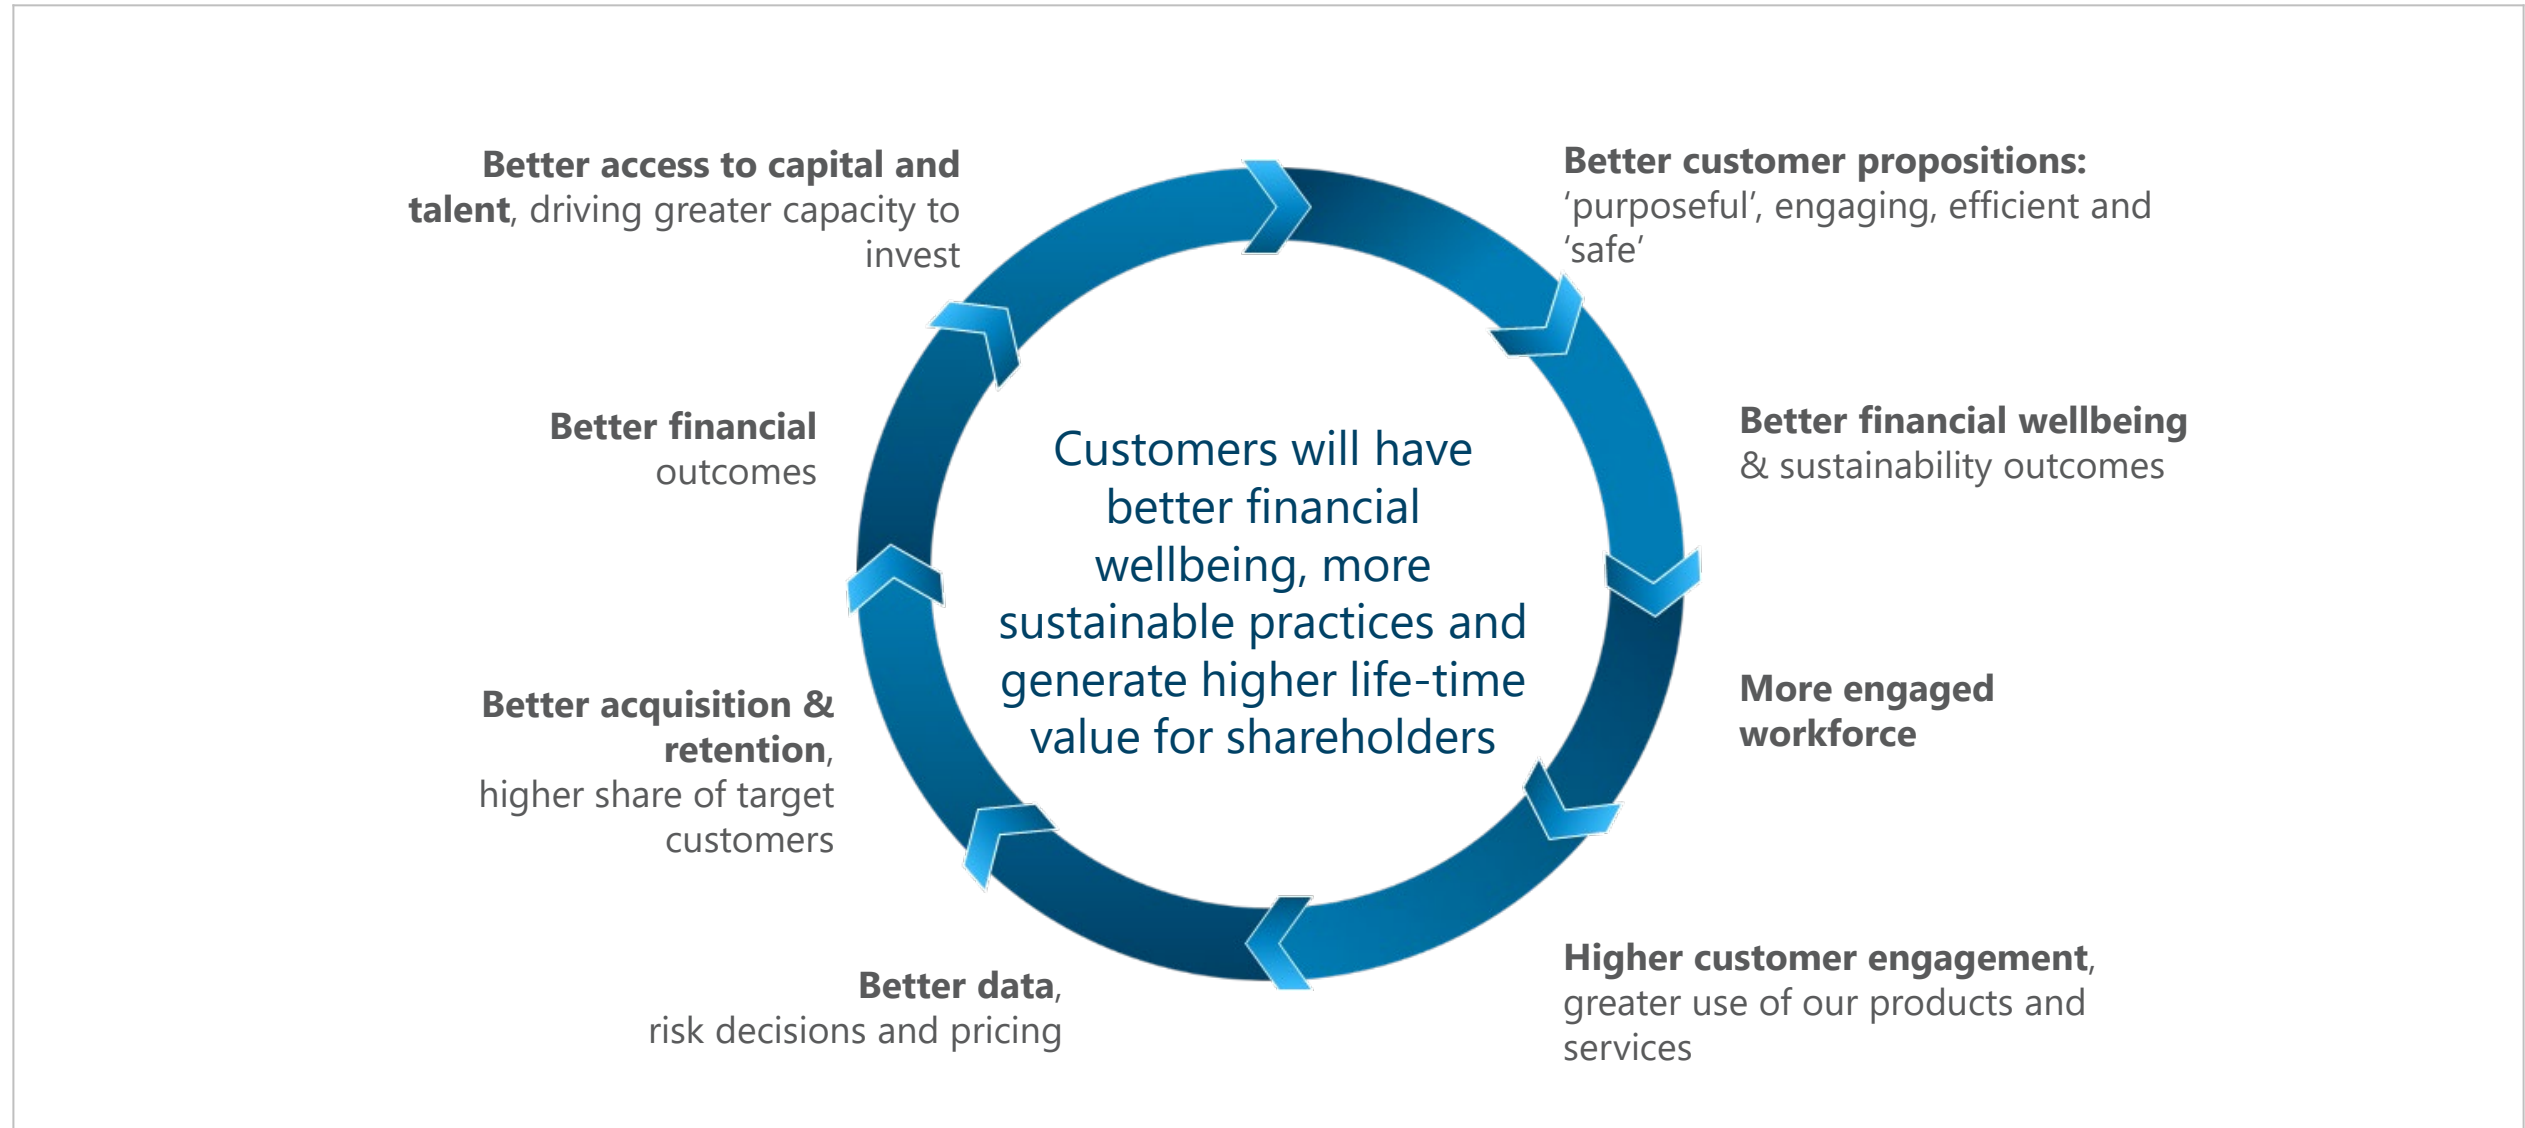 Better access to capital and
talent, driving greater capacity to
invest
Better customer propositions:
‘purposeful’, engaging, efficient and
‘safe’
Better financial wellbeing
& sustainability outcomes
More engaged
workforce
Higher customer engagement,
greater use of our products and
services
Better data,
risk decisions and pricing
Better acquisition &
retention,
higher share of target
customers
Better financial
outcomes
Customers will have
better financial
wellbeing, more
sustainable practices and
generate higher life-time
value for shareholders